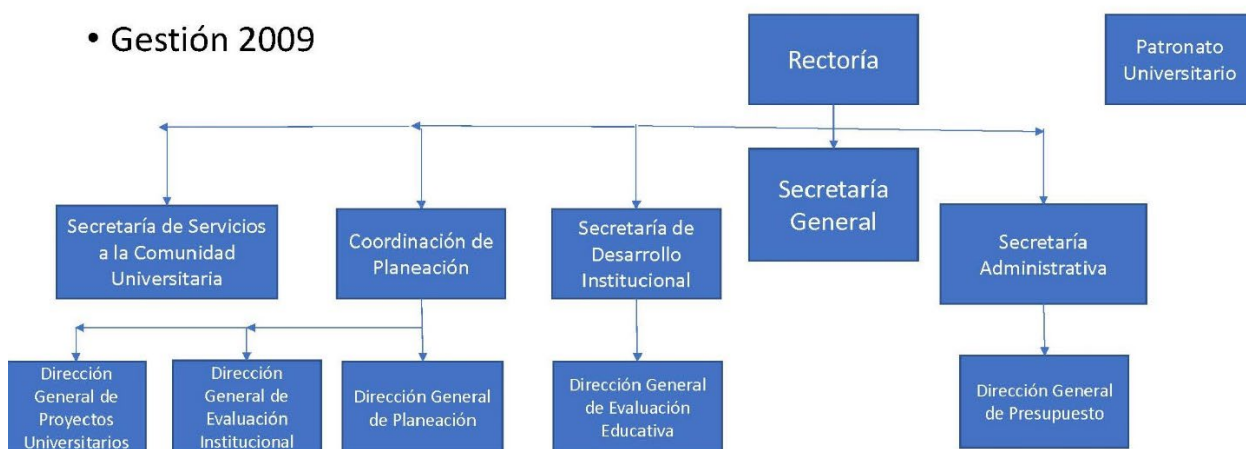 • Gestión 2009
Rectoría
Patronato
Universitario
Secretaría
General
Secretaría de Servicios
a la Comunidad
Universitaria
Coordinación de
Planeación
Secretaría de
Desarrollo
Institucional
Secretaría
Administrativa
Dirección
General de
Proyectos
Universitarios
Dirección
General de
Evaluación
Institucional
Dirección General
de Planeación
Dirección General
de Evaluación
Educativa
Dirección General
de Presupuesto